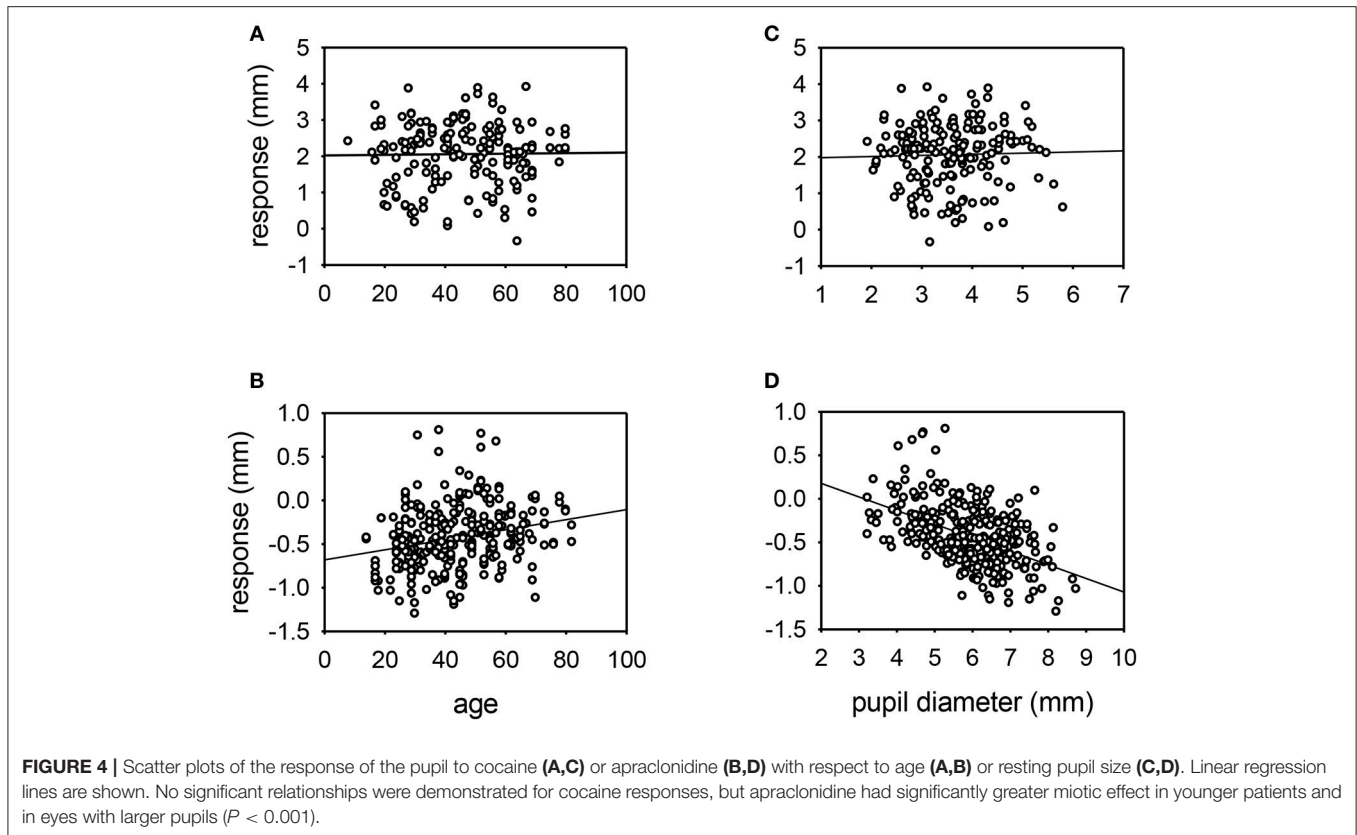 A
5
4
3
2
1
0
-1
response (mm)
0 20 40 60 80 100
C
5
4
3
2
1
0
-1
1 2 3 4 5 6 7
B
1.0
0.5
0.0
-0.5
-1.0
-1.5
response (mm)
0 20 40 60 80 100
age
D
1.0
0.5
0.0
-0.5
-1.0
-1.5
2 3 4 5 6 7 8 9 10
pupil diameter (mm)
FIGURE 4 | Scatter plots of the response of the pupil to cocaine (A,C) or apraclonidine (B,D) with respect to age (A,B) or resting pupil size (C,D). Linear regression
lines are shown. No significant relationships were demonstrated for cocaine responses, but apraclonidine had significantly greater miotic effect in younger patients and
in eyes with larger pupils (P < 0.001).